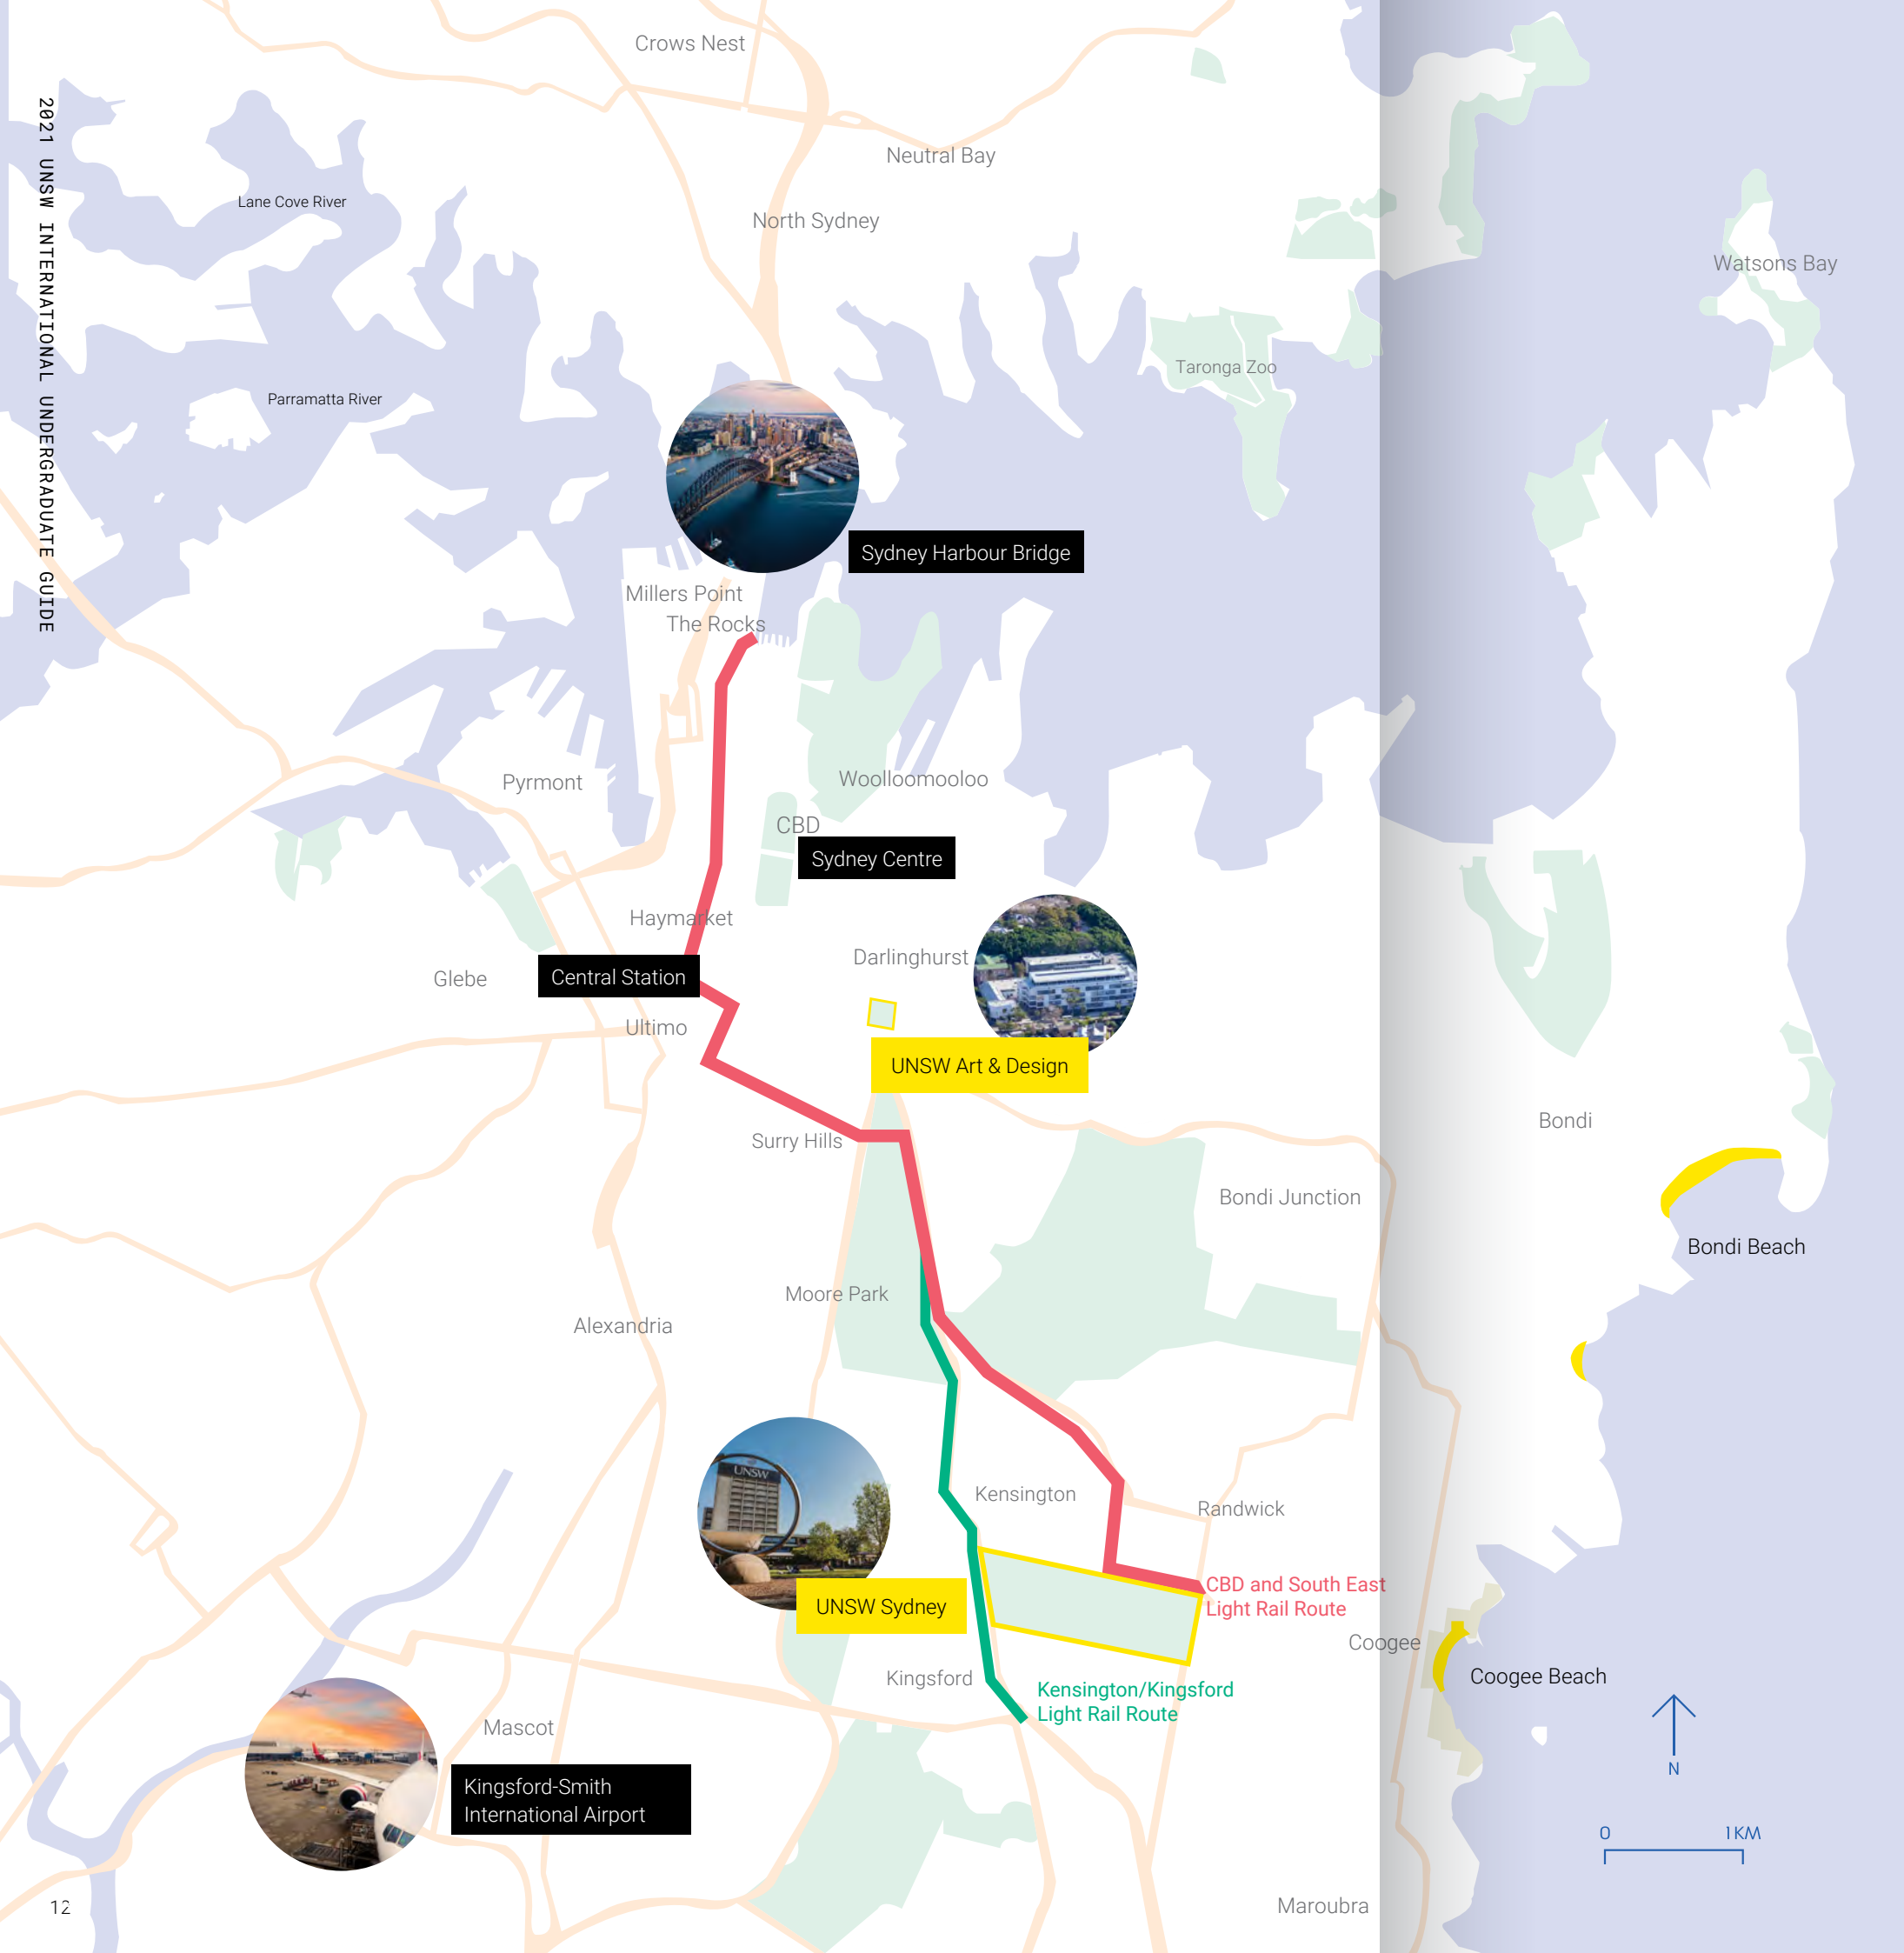 2021 UNSW INTERNATIONAL UNDERGRADUATE GUIDE
Crows Nest
Neutral Bay
Lane Cove River
North Sydney
Watsons Bay
Taronga Zoo
Parramatta River
Sydney Harbour Bridge
Millers Point
The Rocks
Pyrmont
Woolloomooloo
CBD
Sydney Centre
Haymarket
Darlinghurst
Glebe
Central Station
Ultimo
UNSW Art & Design
Surry Hills
Bondi
Bondi Junction
Bondi Beach
Moore Park
Alexandria
UNSW
Kensington
Randwick
CBD and South East
Light Rail Route
UNSW Sydney
Coogee
Coogee Beach
Kingsford
Kensington/Kingsford
Light Rail Route
Mascot
N
Kingsford-Smith
International Airport
0 1KM
Maroubra
12